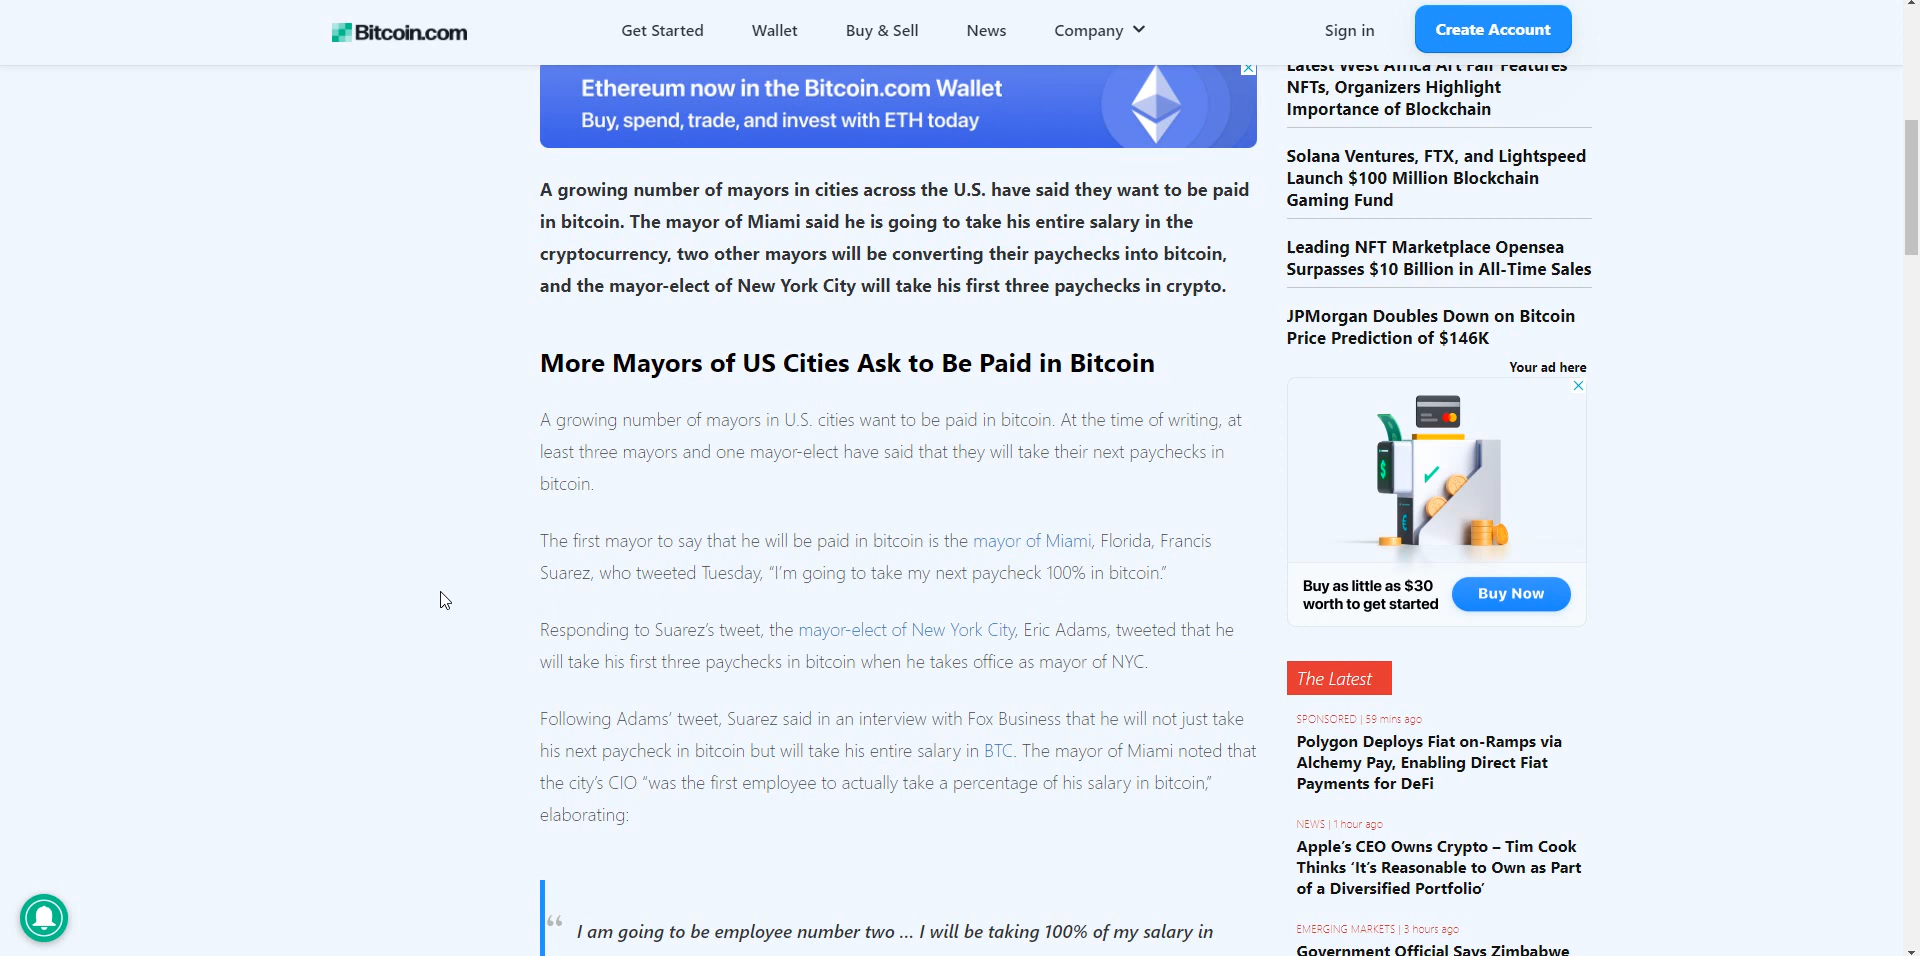 Bitcoin.com
Get Started
Wallet
Buy & Sell
News
Company
Sign in
Create Account
Ethereum now in the Bitcoin.com Wallet
Buy, spend, trade, and invest with ETH today
A growing number of mayors in cities across the U.S. have said they want to be paid
in bitcoin. The mayor of Miami said he is going to take his entire salary in the
cryptocurrency, two other mayors will be converting their paychecks into bitcoin,
and the mayor-elect of New York City will take his first three paychecks in crypto.
More Mayors of US Cities Ask to Be Paid in Bitcoin
A growing number of mayors in U.S. cities want to be paid in bitcoin. At the time of writing, at
least three mayors and one mayor-elect have said that they will take their next paychecks in
bitcoin.
The first mayor to say that he will be paid in bitcoin is the mayor of Miami, Florida, Francis
Suarez, who tweeted Tuesday, “I’m going to take my next paycheck 100% in bitcoin.”
Responding to Suarez’s tweet, the mayor-elect of New York City, Eric Adams, tweeted that he
will take his first three paychecks in bitcoin when he takes office as mayor of NYC.
Following Adams’ tweet, Suarez said in an interview with Fox Business that he will not just take
his next paycheck in bitcoin but will take his entire salary in BTC. The mayor of Miami noted that
the city’s CIO “was the first employee to actually take a percentage of his salary in bitcoin,”
elaborating:
“ I am going to be employee number two … I will be taking 100% of my salary in
Latest West Africa Art Fair Features
NFTs, Organizers Highlight
Importance of Blockchain
Solana Ventures, FTX, and Lightspeed
Launch $100 Million Blockchain
Gaming Fund
Leading NFT Marketplace Opensea
Surpasses $10 Billion in All-Time Sales
JPMorgan Doubles Down on Bitcoin
Price Prediction of $146K
Your ad here
Buy as little as $30
worth to get started
Buy Now
The Latest
SPONSORED | 59 mins ago
Polygon Deploys Fiat on-Ramps via
Alchemy Pay, Enabling Direct Fiat
Payments for DeFi
NEWS | 1 hour ago
Apple’s CEO Owns Crypto – Tim Cook
Thinks ‘It’s Reasonable to Own as Part
of a Diversified Portfolio’
EMERGING MARKETS | 3 hours ago
Government Official Says Zimbabwe